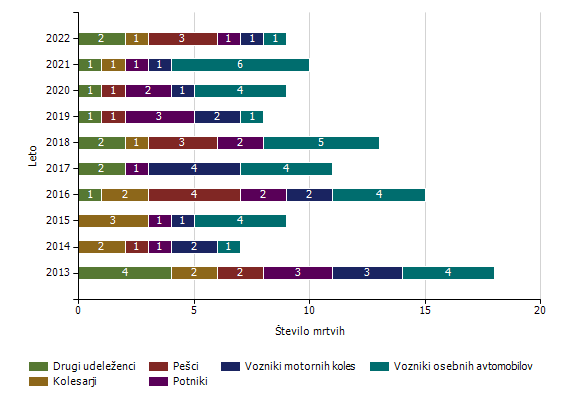 2022 2 1 3 1 1 1
2021 1 1 1 1 6
2020 1 1 2 1 4
2019 1 1 3 2 1
2018 2 1 3 2 5
Leto
2017 2 1 4 4
2016 1 2 4 2 2 4
2015 3 1 1 4
2014 2 1 1 2 1
2013 4 2 2 3 3 4
0 5 10 15 20
Število mrtvih
Drugi udeleženci Pešci Vozniki motornih koles Vozniki osebnih avtomobilov
Kolesarji Potniki